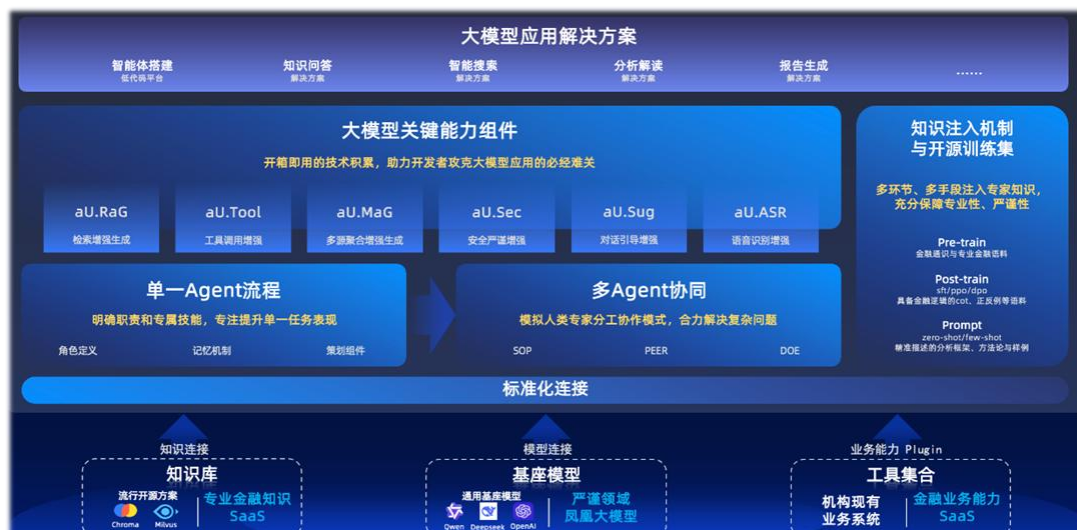 大模型应用解决方案
智能体搭建 知识问答 智能搜索 分析解读 报告生成 ……
低代码平台 解决方案 解决方案 解决方案 解决方案
大模型关键能力组件
开箱即用的技术积累，助力开发者攻克大模型应用的必经难关
aU.RaG aU.Tool aU.MaG aU.Sec aU.Sug aU.ASR
检索增强生成 工具调用增强 多源聚合增强生成 安全严谨增强 对话引导增强 语音识别增强
知识注入机制
与开源训练集
多环节、多手段注入专家知识，
充分保障专业性、严谨性
Pre-train
金融通识与专业金融语料
Post-train
sft/ppo/dpo
具备金融逻辑的cot、正反例等语料
Prompt
zero-shot/few-shot
精准描述的分析框架、方法论与样例
单一Agent流程
明确职责和专属技能，专注提升单一任务表现
角色定义 记忆机制 策划组件
多Agent协同
模拟人类专家分工协作模式，合力解决复杂问题
SOP PEER DOE
标准化连接
知识连接
知识库
流行开源方案
Chroma Milvus
专业金融知识
SaaS
模型连接
基座模型
通用基座模型
Qwen Deepseek OpenAI
严谨领域
凤凰大模型
业务能力 Plugin
工具集合
机构现有
业务系统
金融业务能力
SaaS